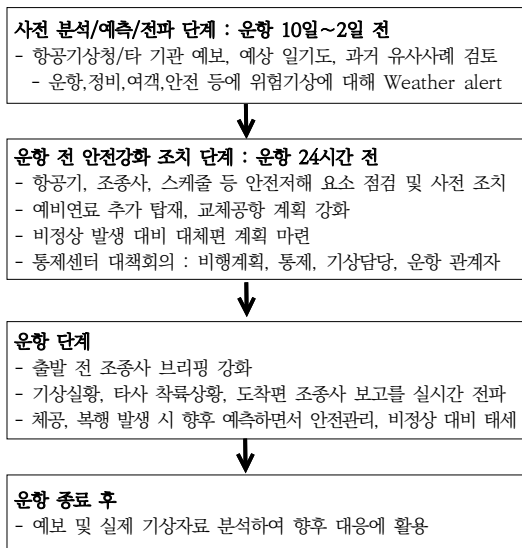 사전 분석/예측/전파 단계 : 운항 10일~2일 전
- 항공기상청/타 기관 예보, 예상 일기도, 과거 유사사례 검토
- 운항,정비,여객,안전 등에 위험기상에 대해 Weather alert
운항 전 안전강화 조치 단계 : 운항 24시간 전
- 항공기, 조종사, 스케줄 등 안전저해 요소 점검 및 사전 조치
- 예비연료 추가 탑재, 교체공항 계획 강화
- 비정상 발생 대비 대체편 계획 마련
- 통제센터 대책회의 : 비행계획, 통제, 기상담당, 운항 관계자
운항 단계
- 출발 전 조종사 브리핑 강화
- 기상실황, 타사 착륙상황, 도착편 조종사 보고를 실시간 전파
- 체공, 복행 발생 시 향후 예측하면서 안전관리, 비정상 대비 태세
운항 종료 후
- 예보 및 실제 기상자료 분석하여 향후 대응에 활용